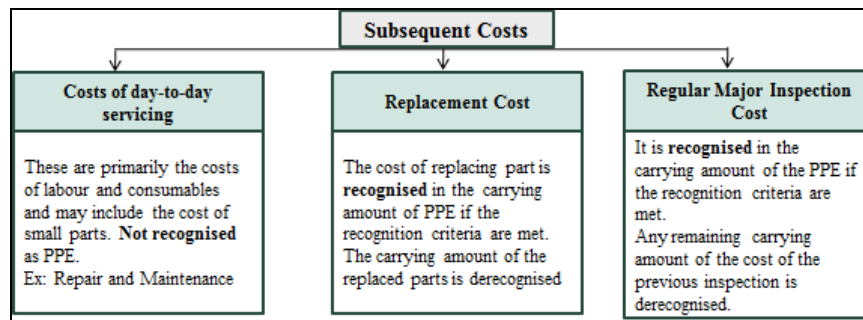 Subsequent Costs
Costs of day-to-day
servicing
These are primarily the costs
of labour and consumables
and may include the cost of
small parts. Not recognised
as PPE.
Ex: Repair and Maintenance
Replacement Cost
The cost of replacing part is
recognised in the carrying
amount of PPE if the
recognition criteria are met.
The carrying amount of the
replaced parts is derecognised
Regular Major Inspection
Cost
It is recognised in the
carrying amount of the PPE if
the recognition criteria are
met.
Any remaining carrying
amount of the cost of the
previous inspection is
derecognised.